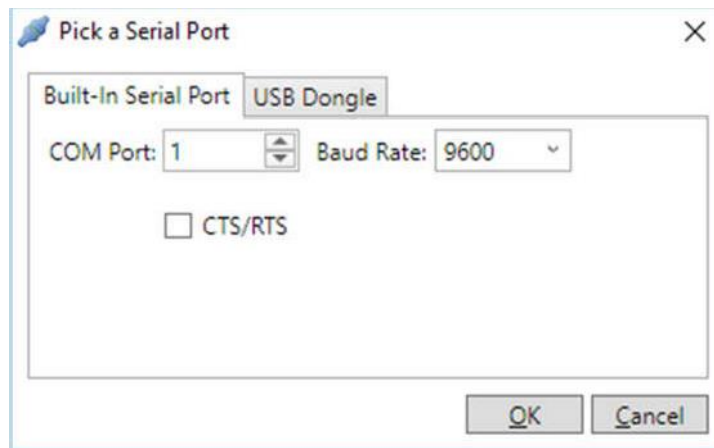 Pick a Serial Port
Built-In Serial Port USB Dongle
COM Port: 1 Baud Rate: 9600
CTS/RTS
OK Cancel